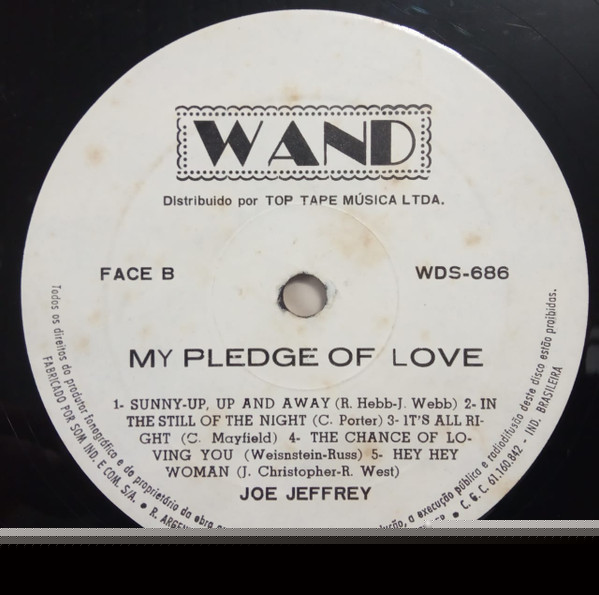 WAND
Distribuido por TOP TAPE MÚSICA LTDA.
FACE B
WDS-686
MY PLEDGE OF LOVE
1- SUNNY-UP, UP AND AWAY (R. Hebb-J. Webb) 2- IN
THE STILL OF THE NIGHT (C. Porter) 3- IT'S ALL RI-
GHT (C. Mayfield) 4- THE CHANCE OF LO-
VING YOU (Weisnstein-Russ) 5- HEY HEY
WOMAN (J. Christopher-R. West)
JOE JEFFREY
Todos os direitos do produtor fonográfico e do proprietário da obra
FABRICADO POR SOM IND. E COM. S/A. • R.
a execução pública e radiodifusão deste disco estão proibidas.
• C.G.C. 61.160.842 - IND. BRASILEIRA